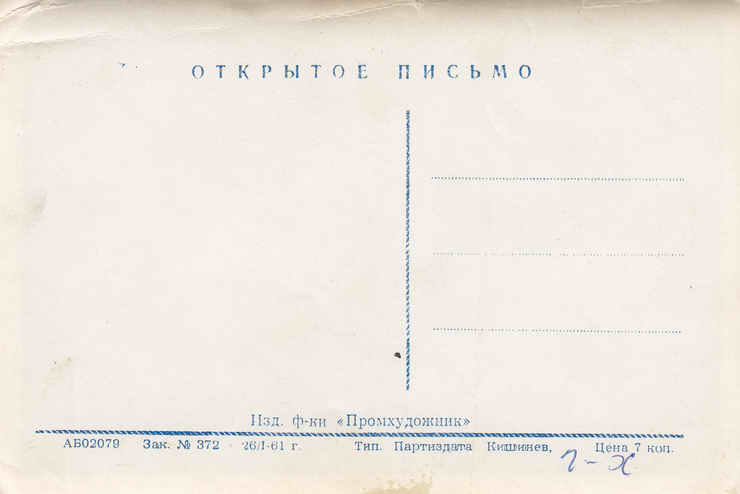 ОТКРЫТОЕ ПИСЬМО
Изд. ф-ки «Промхудожник»
АБ02079 Зак. № 372 26/I-61 г. Тип. Партиздата Кишинев, Цена 7 коп.